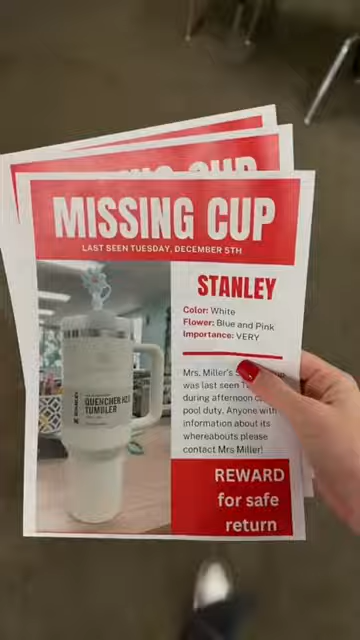 MISSING CUP
LAST SEEN TUESDAY, DECEMBER 5TH
STANLEY
Color: White
Flower: Blue and Pink
Importance: VERY
Mrs. Miller's
was last seen
during afternoon
pool duty. Anyone with
information about its
whereabouts please
contact Mrs Miller!
REWARD
for safe
return
STANLEY
QUENCHER H2.0
TUMBLER